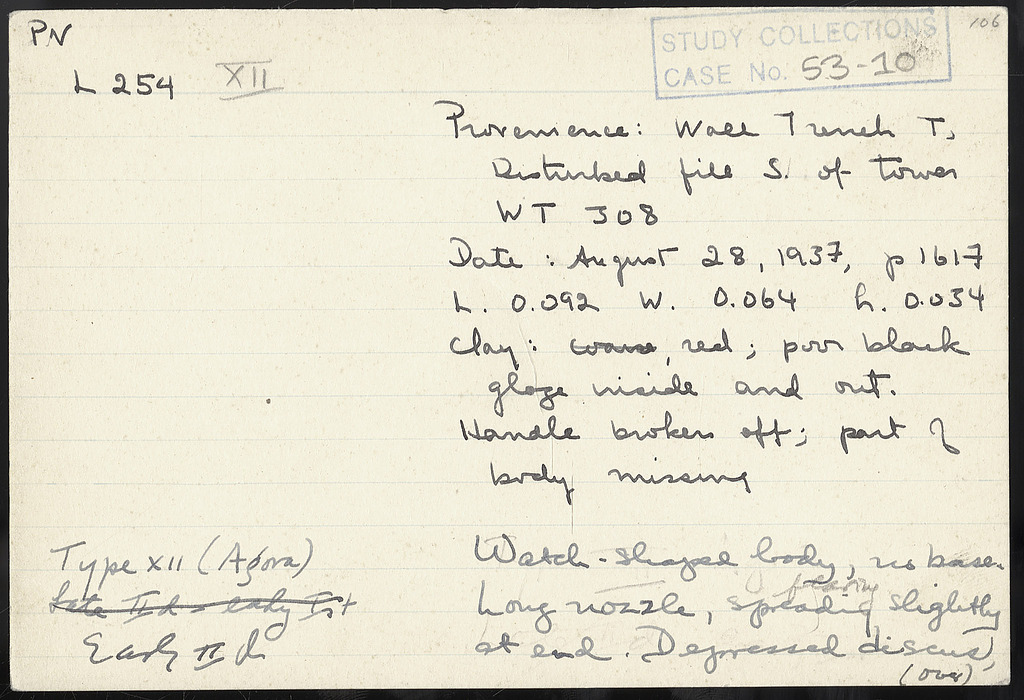 PN
106
STUDY COLLECTIONS
CASE No. 53-10
L 254 XII
Provenience: Wall Trench T,
Disturbed fill S. of Tower
WT J08
Date: August 28, 1937, p 1617
L. 0.092 W. 0.064 h. 0.034
Clay: coarse, red; poor black
glaze inside and out.
Handle broken off; part of
body missing
Type XII (Agora)
Late II d - early Ist
Early II d
Watch-shaped body, no base.
Long nozzle, spreading slightly
at end. Depressed discus,
(over)